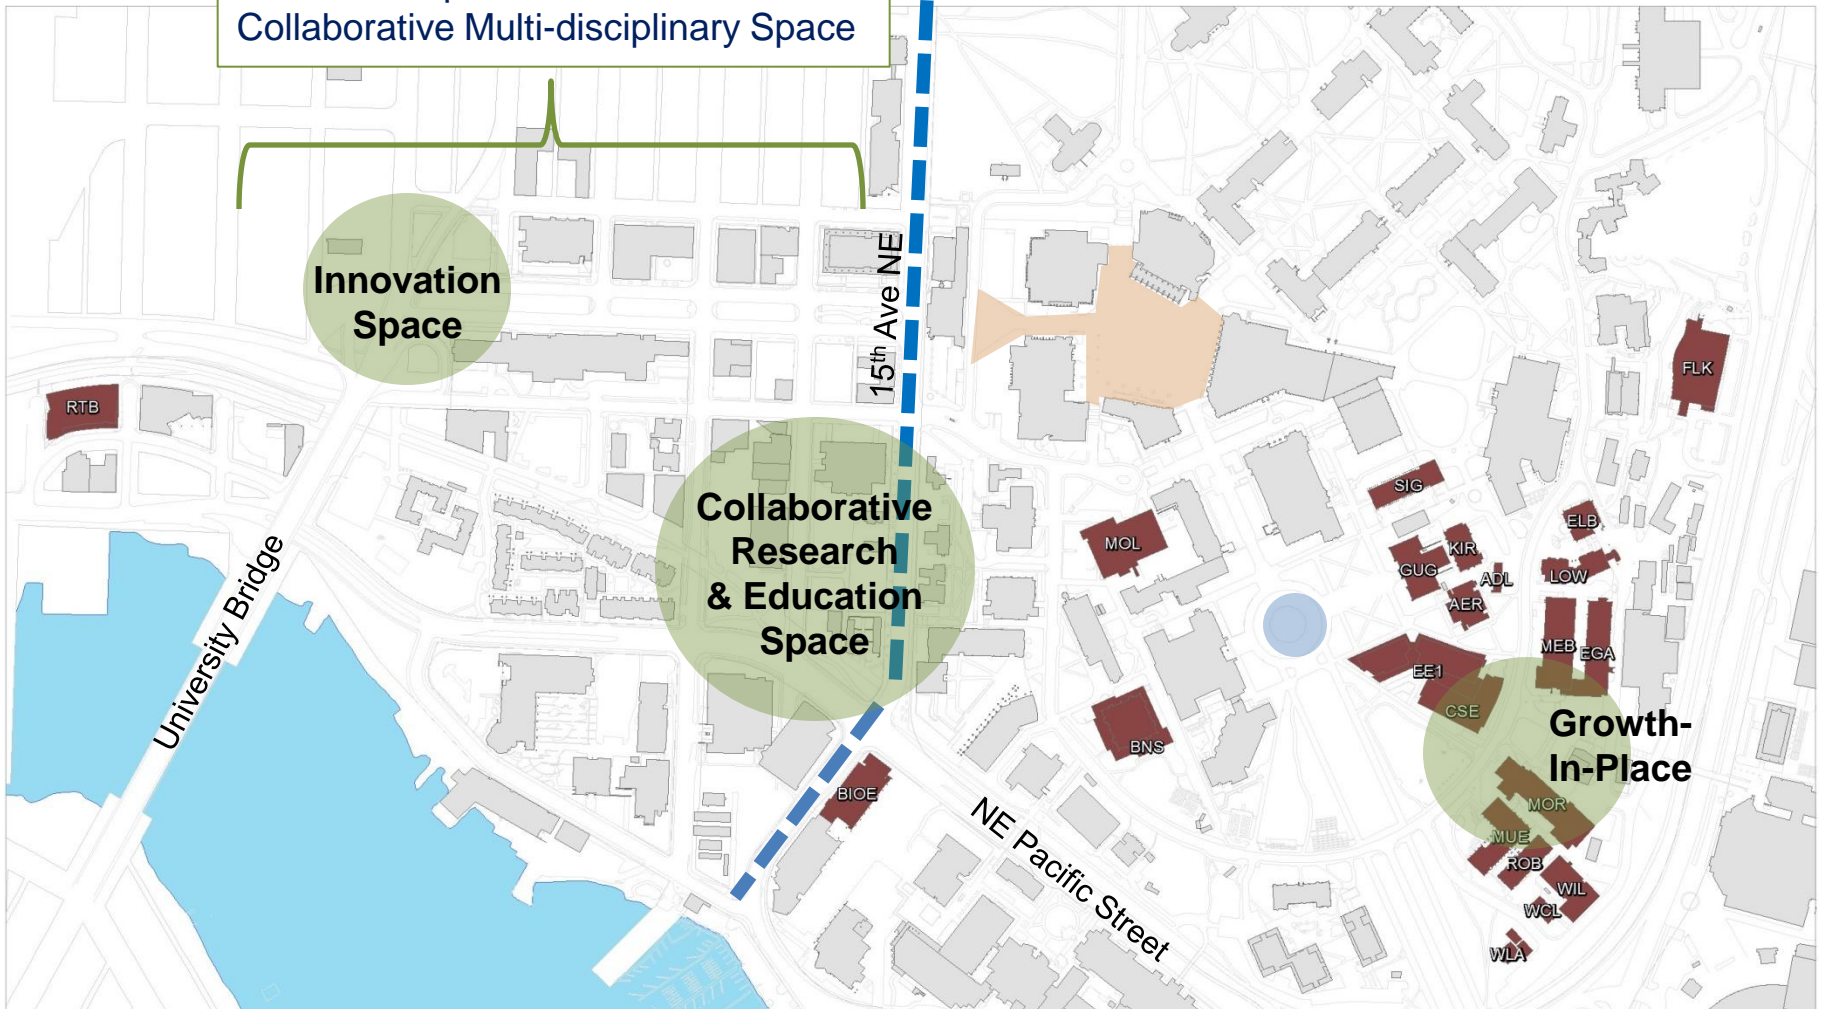 Collaborative Multi-disciplinary Space
Innovation
Space
15th Ave NE
RTB
FLK
SIG
Collaborative
Research
& Education
Space
MOL
ELB
KIR
GUG
ADL
LOW
AER
University Bridge
MEB
EGA
EE1
CSE
Growth-
In-Place
BNS
BIOE
MOR
NE Pacific Street
MUE
ROB
WIL
WCL
WLA